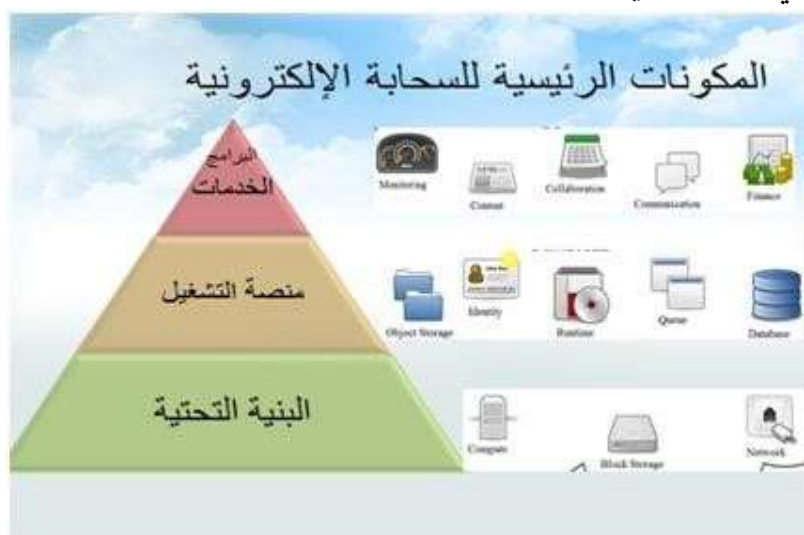 المكونات الرئيسية للسحابة الإلكترونية
البرامج
الخدمات
Monitoring
Content
Collaboration
Communication
Finance
منصة التشغيل
Object Storage
Identity
Runtime
Queue
Database
البنية التحتية
Compute
Block Storage
Network